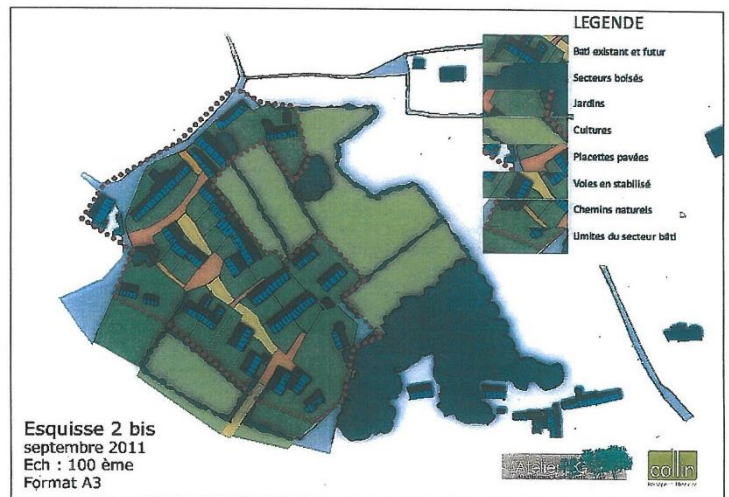 LEGENDE
Bati existant et futur
Secteurs boisés
Jardins
Cultures
Placettes pavées
Voies en stabilisé
Chemins naturels
Limites du secteur bâti
Esquisse 2 bis
septembre 2011
Ech : 100 ème
Format A3
Atelier
collin